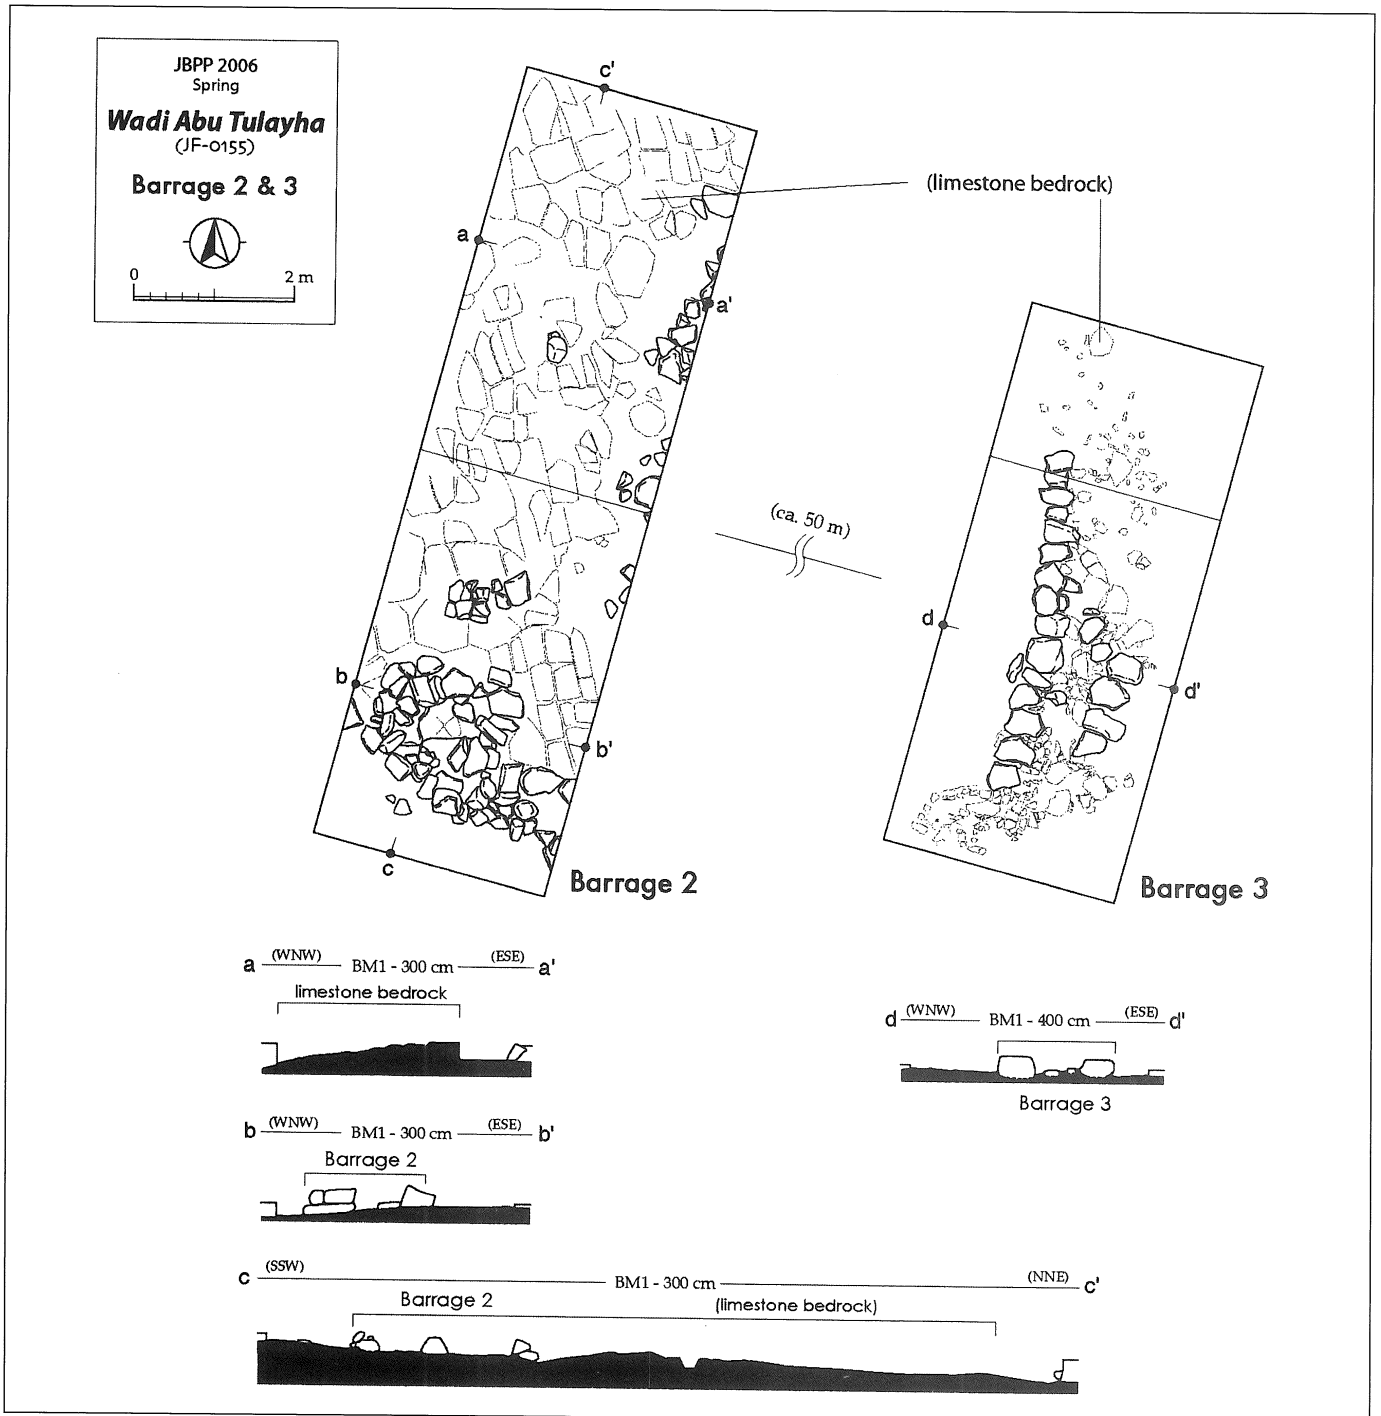 JBPP 2006
Spring
Wadi Abu Tulayha
(JF-0155)
Barrage 2 & 3
0 2 m
c'
(limestone bedrock)
a
a'
(ca. 50 m)
d
b
d'
b'
c
Barrage 2
Barrage 3
a (WNW) BM1 - 300 cm (ESE) a'
limestone bedrock
d (WNW) BM1 - 400 cm (ESE) d'
Barrage 3
b (WNW) BM1 - 300 cm (ESE) b'
Barrage 2
c (SSW) BM1 - 300 cm (NNE) c'
Barrage 2 (limestone bedrock)